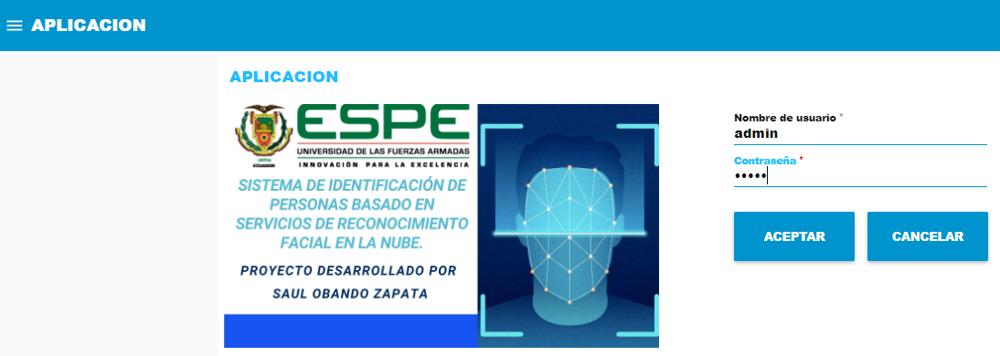 APLICACION
APLICACION
ESPE
UNIVERSIDAD DE LAS FUERZAS ARMADAS
INNOVACIÓN PARA LA EXCELENCIA
ECUADOR
SISTEMA DE IDENTIFICACIÓN DE
PERSONAS BASADO EN
SERVICIOS DE RECONOCIMIENTO
FACIAL EN LA NUBE.
PROYECTO DESARROLLADO POR
SAUL OBANDO ZAPATA
Nombre de usuario *
admin
Contraseña *
•••••
ACEPTAR
CANCELAR